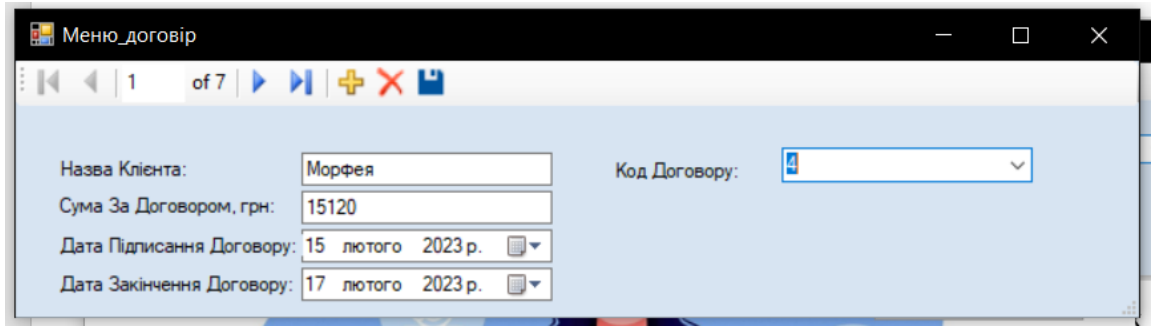 Меню_договір
1 of 7
Назва Клієнта: Морфея
Код Договору: 4
Сума За Договором, грн: 15120
Дата Підписання Договору: 15 лютого 2023 р.
Дата Закінчення Договору: 17 лютого 2023 р.